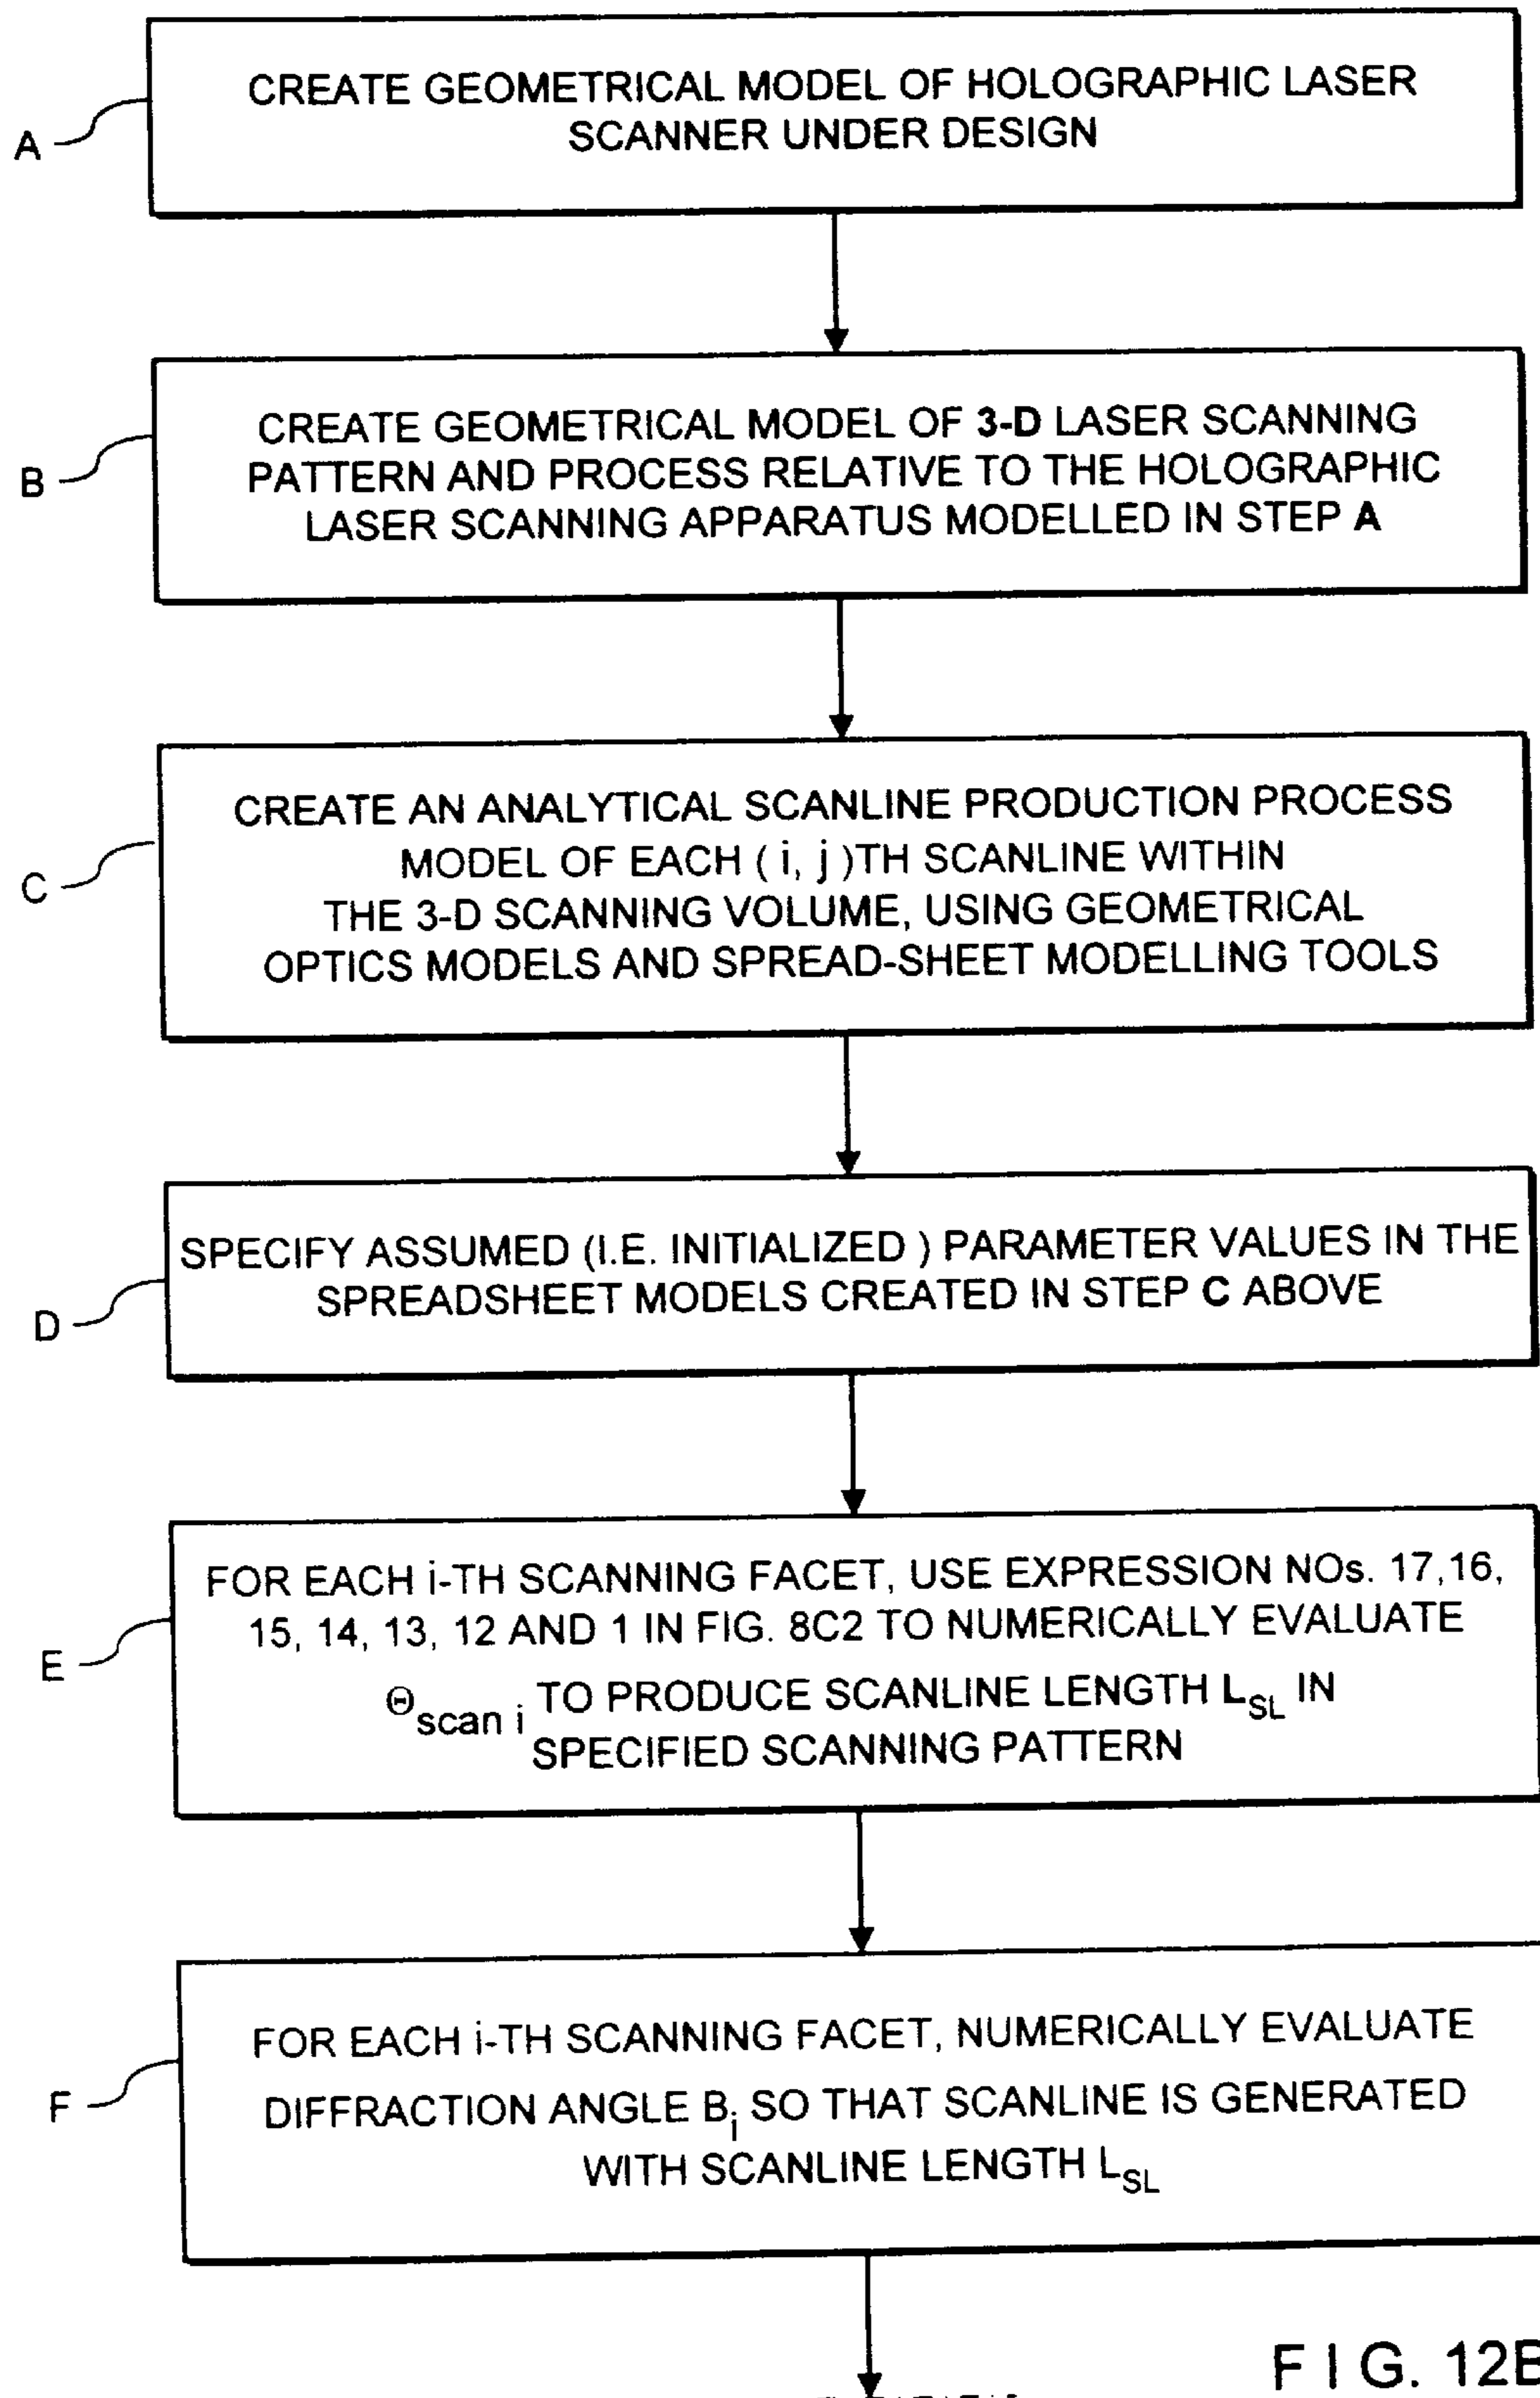 CREATE GEOMETRICAL MODEL OF HOLOGRAPHIC LASER
SCANNER UNDER DESIGN
A
CREATE GEOMETRICAL MODEL OF 3-D LASER SCANNING
PATTERN AND PROCESS RELATIVE TO THE HOLOGRAPHIC
LASER SCANNING APPARATUS MODELLED IN STEP A
B
CREATE AN ANALYTICAL SCANLINE PRODUCTION PROCESS
MODEL OF EACH ( i, j )TH SCANLINE WITHIN
THE 3-D SCANNING VOLUME, USING GEOMETRICAL
OPTICS MODELS AND SPREAD-SHEET MODELLING TOOLS
C
SPECIFY ASSUMED (I.E. INITIALIZED ) PARAMETER VALUES IN THE
SPREADSHEET MODELS CREATED IN STEP C ABOVE
D
FOR EACH i-TH SCANNING FACET, USE EXPRESSION NOs. 17,16,
15, 14, 13, 12 AND 1 IN FIG. 8C2 TO NUMERICALLY EVALUATE
Θscan i TO PRODUCE SCANLINE LENGTH LSL IN
SPECIFIED SCANNING PATTERN
E
FOR EACH i-TH SCANNING FACET, NUMERICALLY EVALUATE
DIFFRACTION ANGLE Bi SO THAT SCANLINE IS GENERATED
WITH SCANLINE LENGTH LSL
F
FIG. 12B